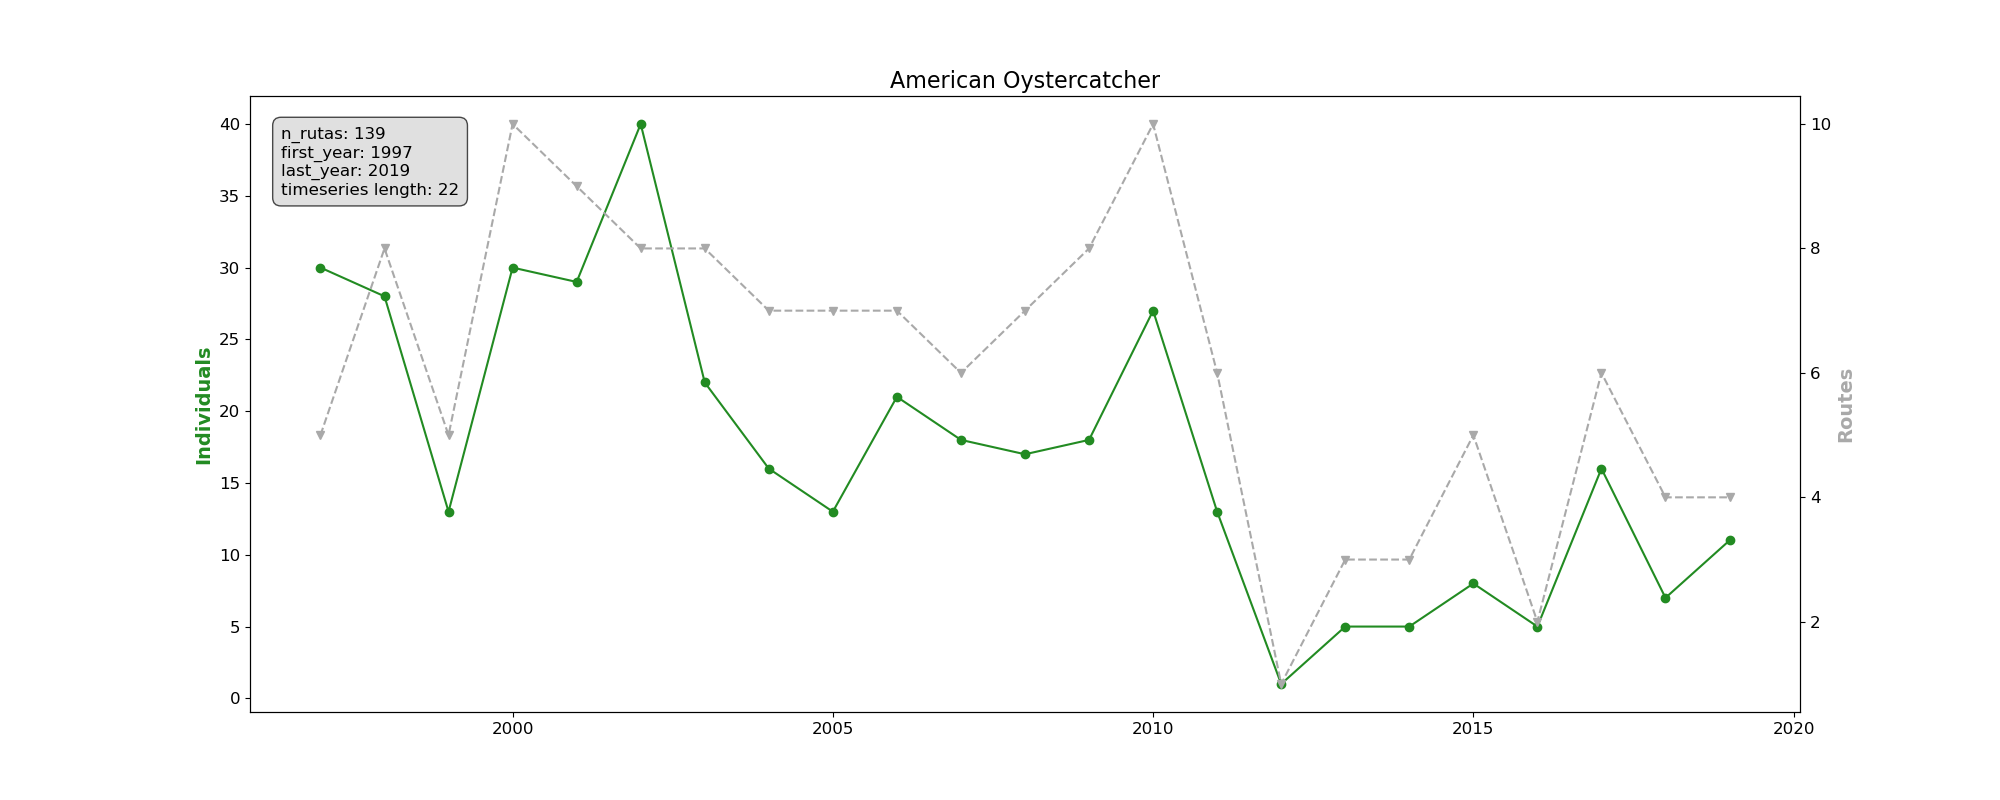 American Oystercatcher
n_rutas: 139
first_year: 1997
last_year: 2019
timeseries length: 22
Individuals
40
35
30
25
20
15
10
5
0
Routes
10
8
6
4
2
2000
2005
2010
2015
2020